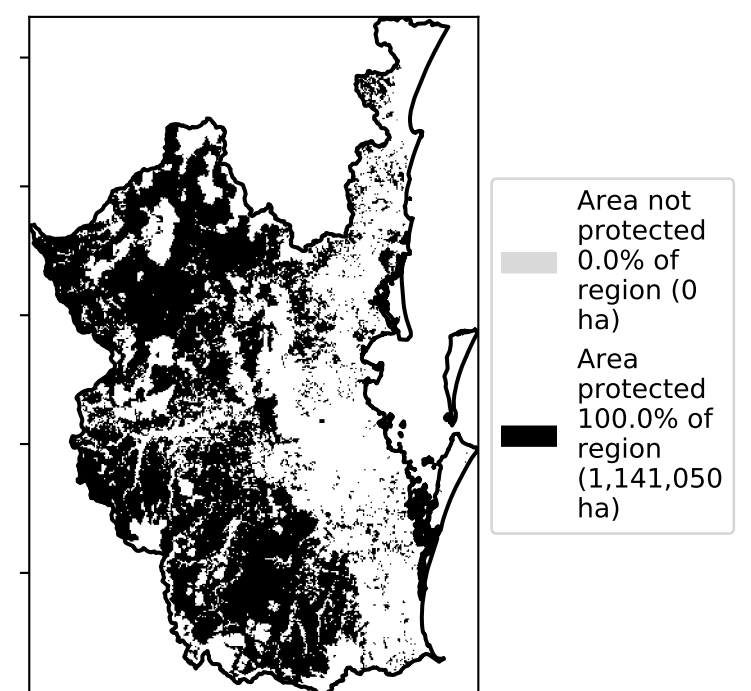 Area not
protected
0.0% of
region (0
ha)
Area
protected
100.0% of
region
(1,141,050
ha)